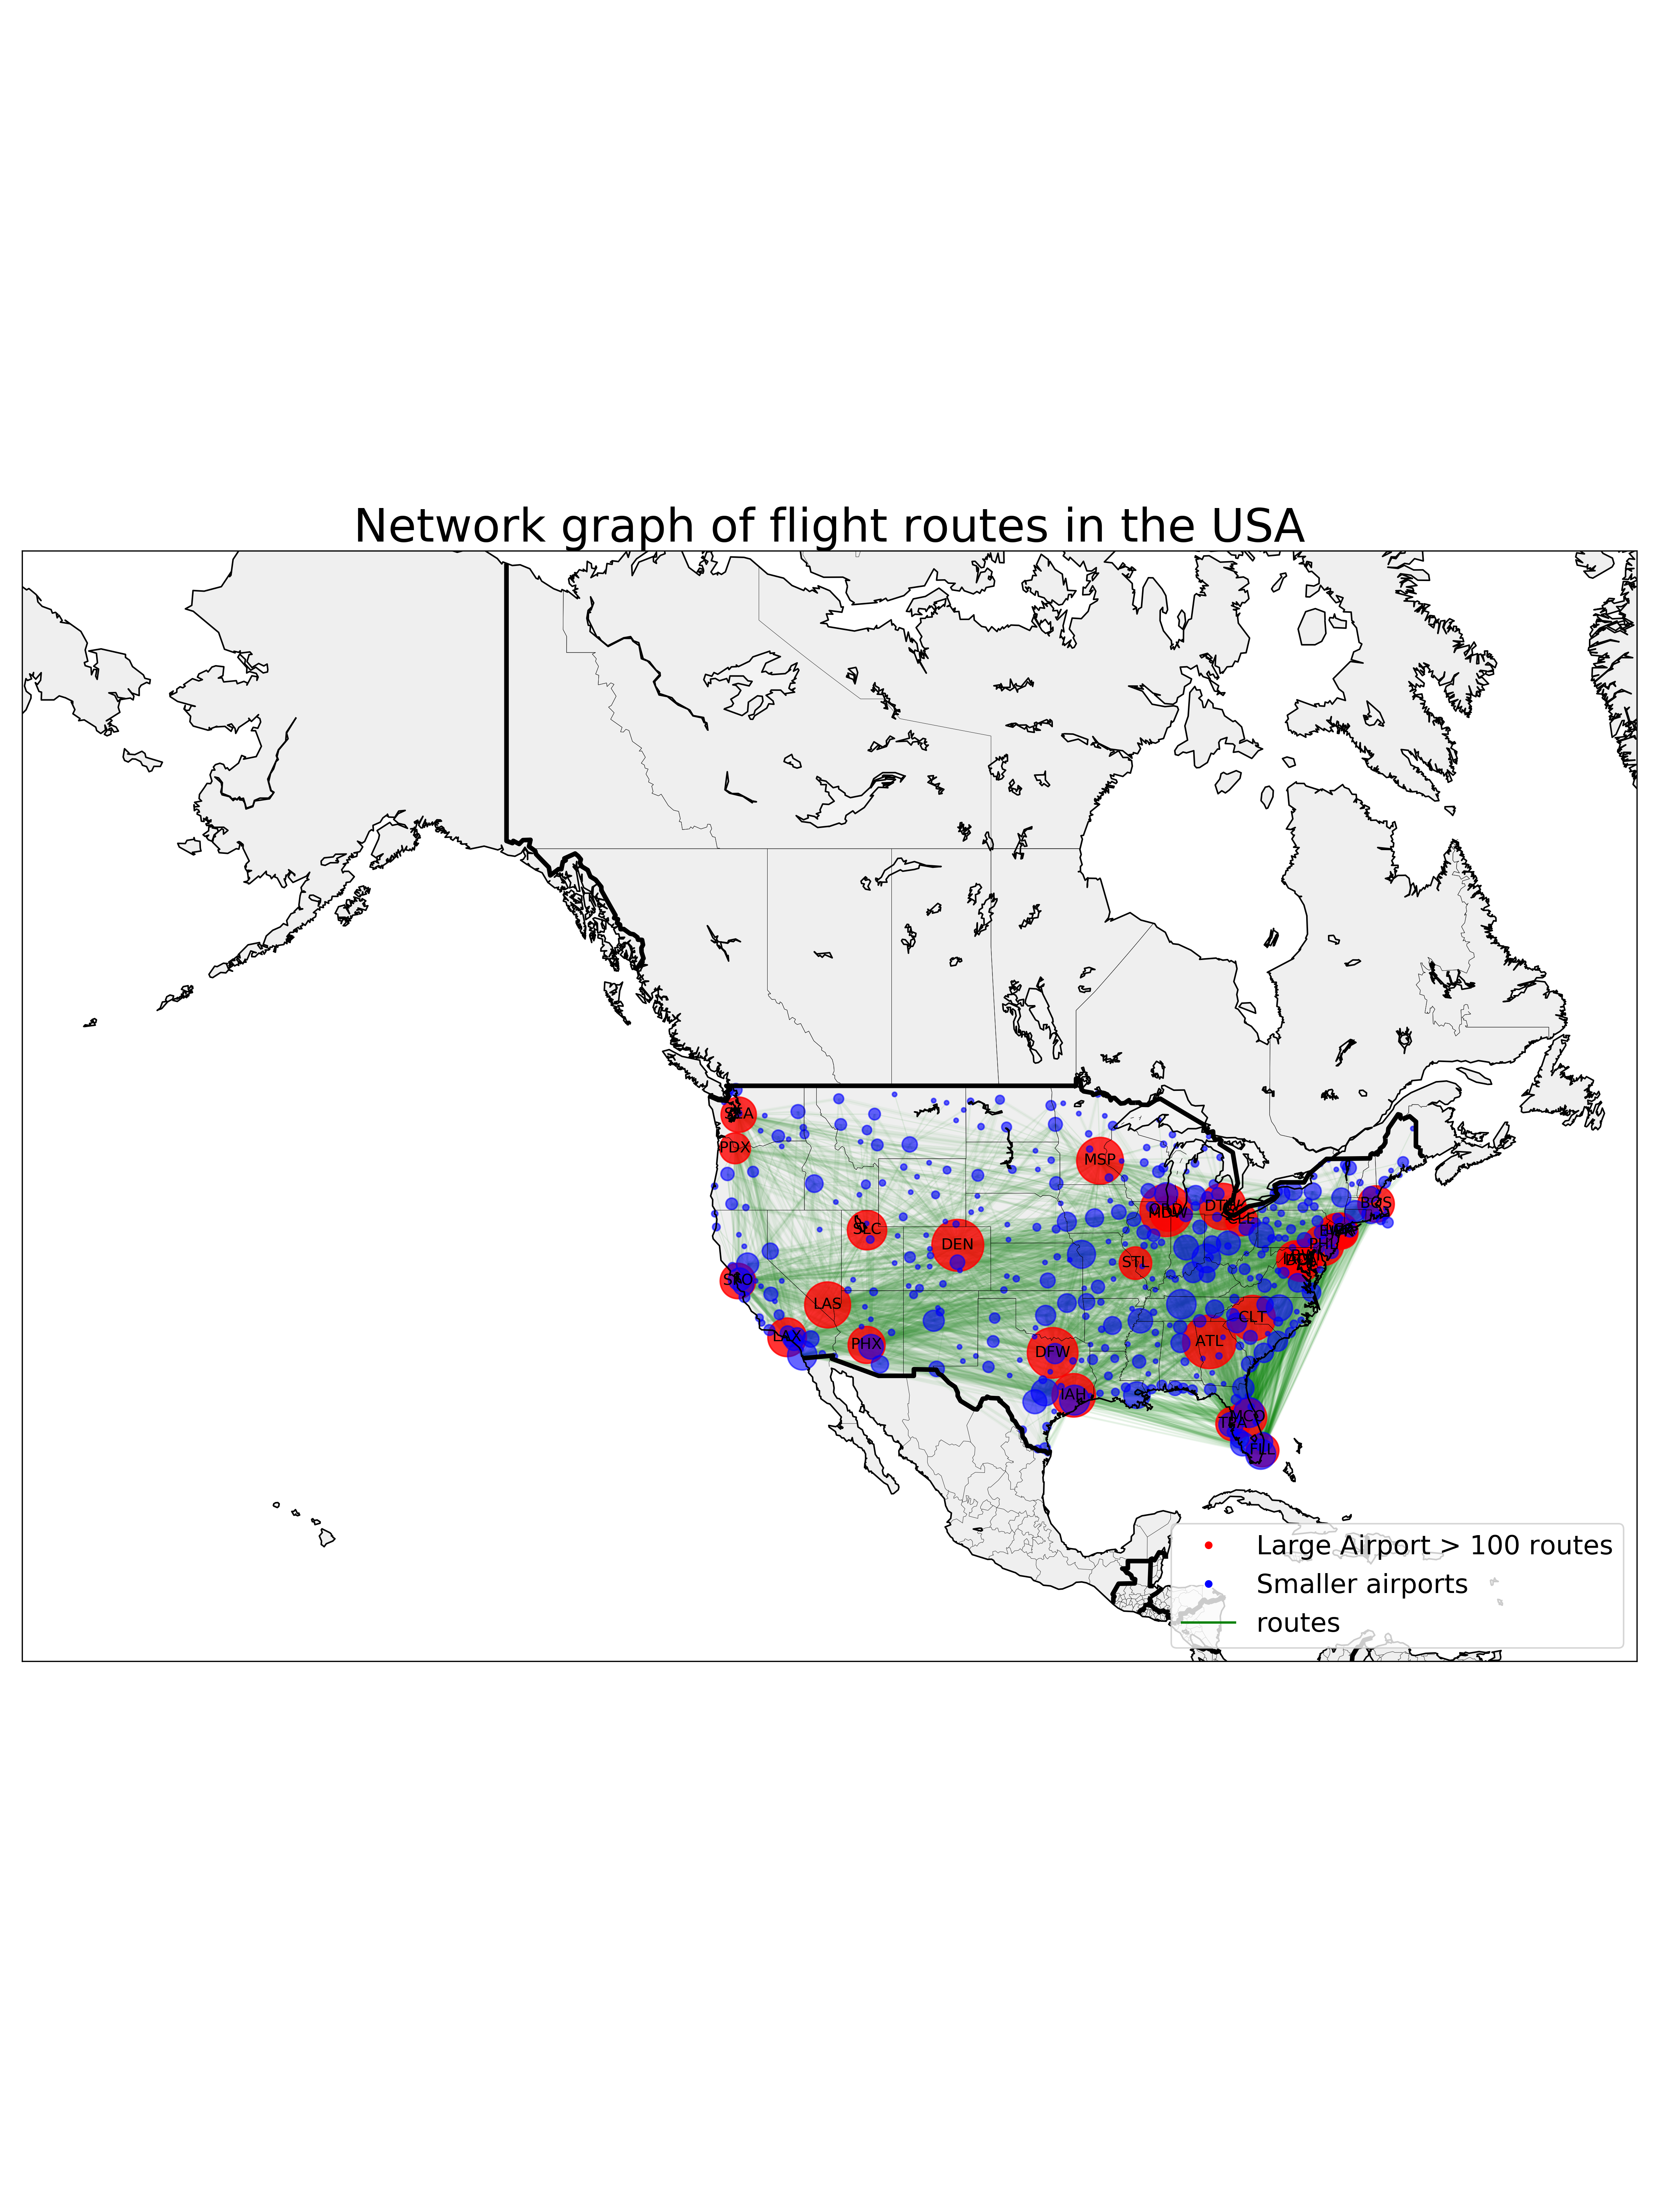 Network graph of flight routes in the USA
SEA
PDX
MSP
BOS
DTW
MDW
CLE
SLC
DEN
PHL
STL
SFO
LAS
CLT
LAX
PHX
ATL
DFW
IAH
MCO
TPA
FLL
Large Airport > 100 routes
Smaller airports
routes